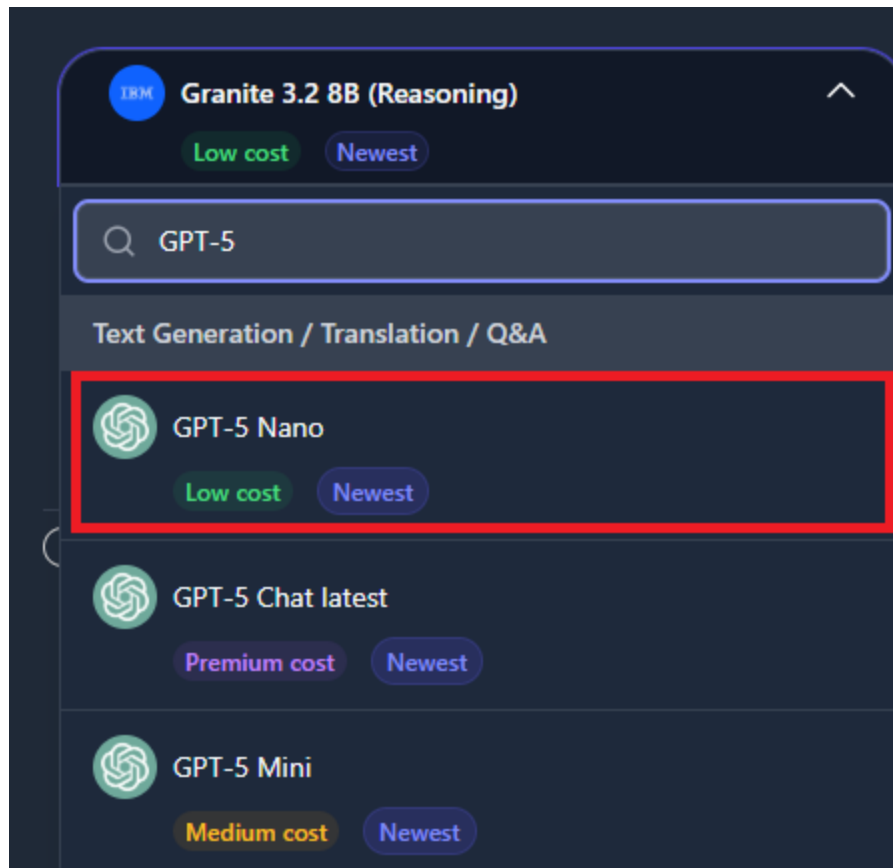 IBM
Granite 3.2 8B (Reasoning)
Low cost Newest
GPT-5
Text Generation / Translation / Q&A
GPT-5 Nano
Low cost Newest
GPT-5 Chat latest
Premium cost Newest
GPT-5 Mini
Medium cost Newest